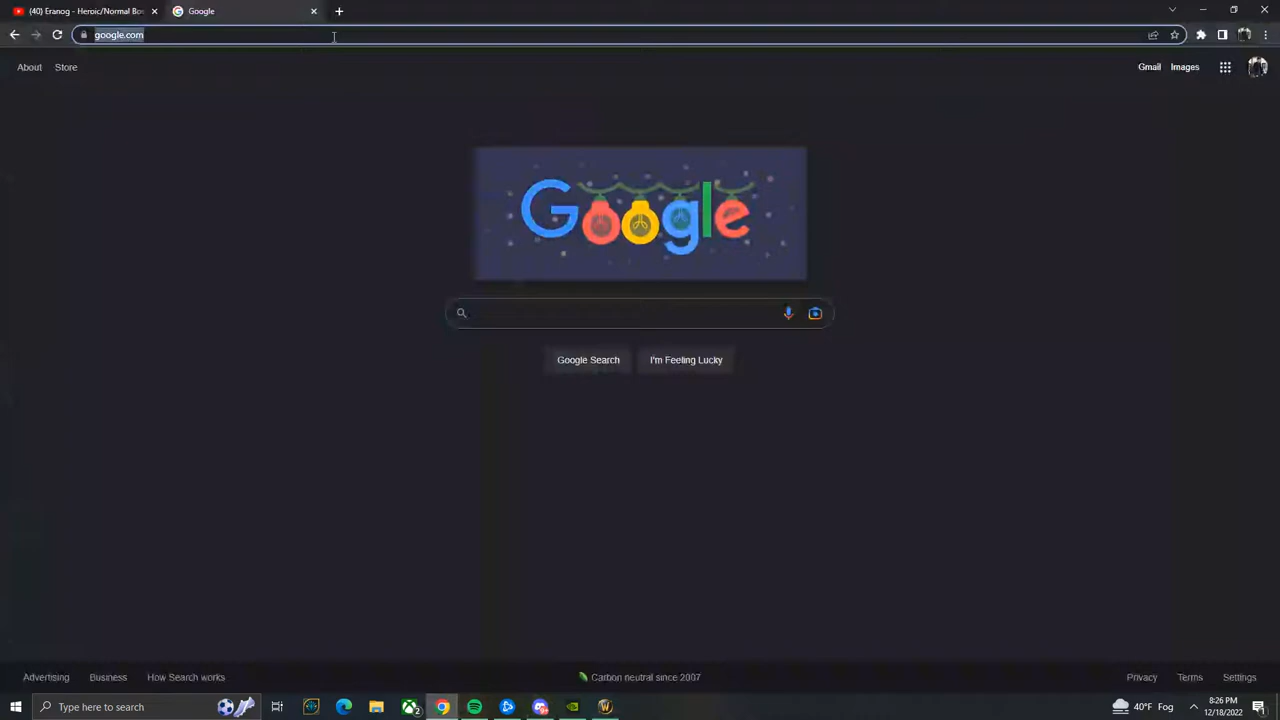 (40) Eranog - Heroic/Normal Bos
Google
google.com
About
Store
Gmail
Images
Google
Google Search
I'm Feeling Lucky
Advertising
Business
How Search works
Carbon neutral since 2007
Privacy
Terms
Settings
Type here to search
2
40°F Fog
8:26 PM
12/18/2022